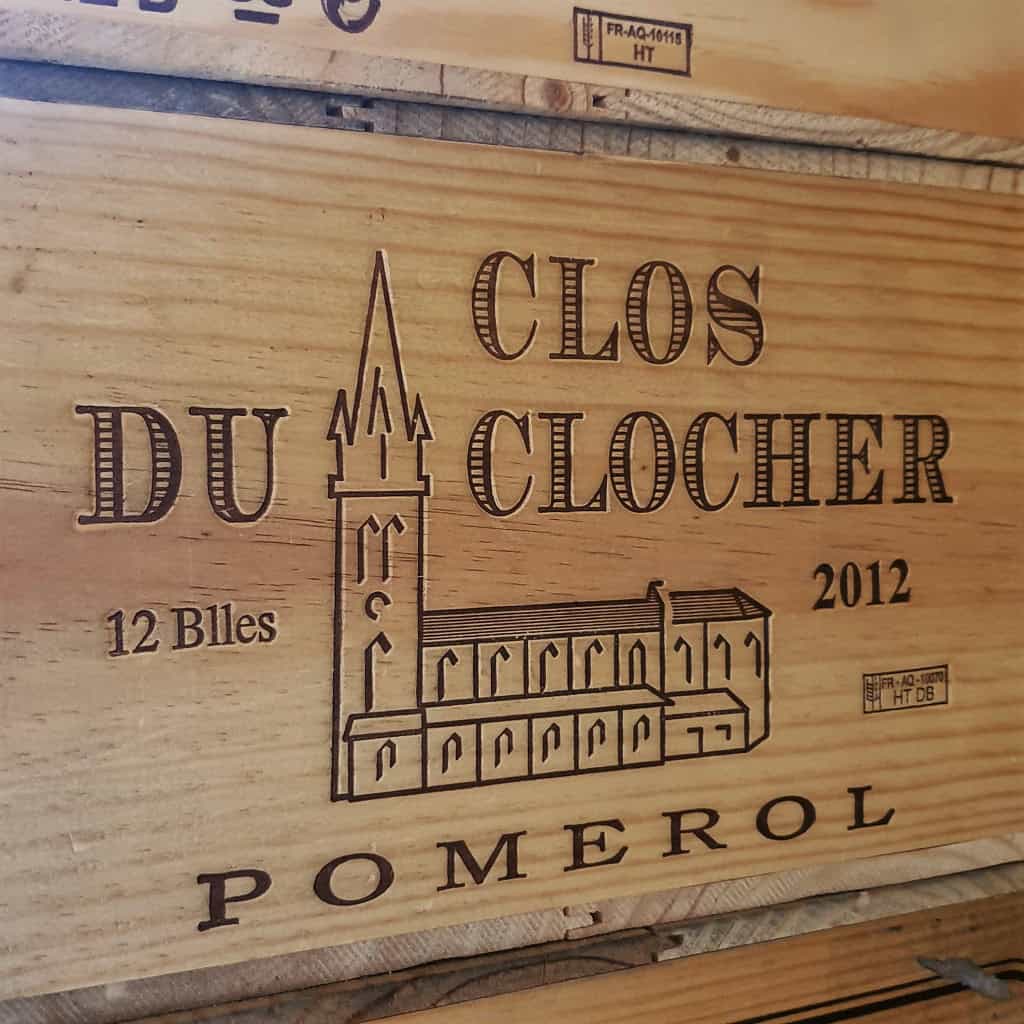 FR-AQ-10115
HT
CLOS
DU CLOCHER
2012
12 Blles
FR-AQ-10070
HT DB
POMEROL